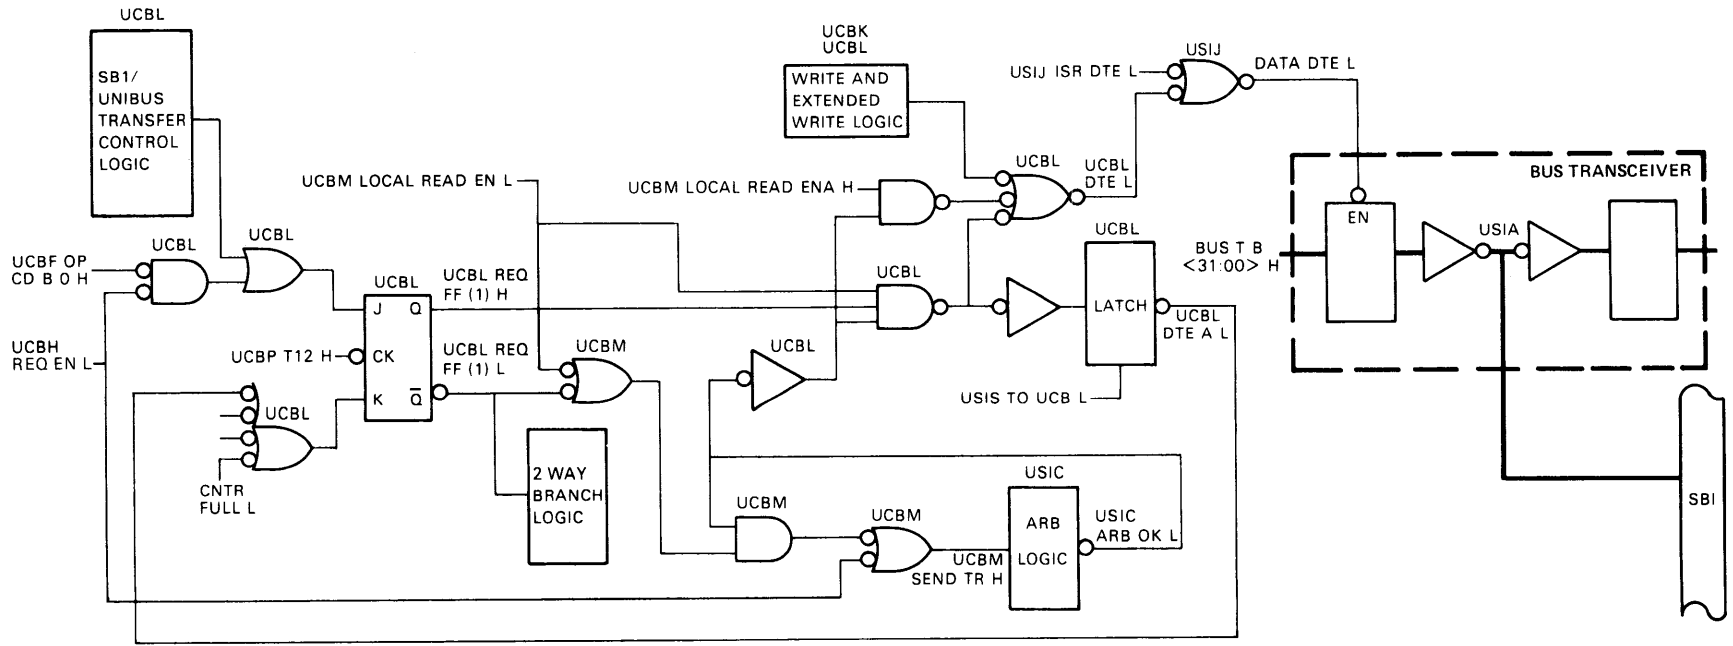 UCBL
SB1/
UNIBUS
TRANSFER
CONTROL
LOGIC
UCBF OP
CD B 0 H
UCBL
UCBL
UCBH
REQ EN L
UCBP T12 H
UCBL
J Q
CK
K Q̅
UCBL
CNTR
FULL L
UCBL REQ
FF (1) H
UCBL REQ
FF (1) L
UCBM LOCAL READ EN L
UCBM
2 WAY
BRANCH
LOGIC
UCBK
UCBL
WRITE AND
EXTENDED
WRITE LOGIC
UCBM LOCAL READ ENA H
UCBL
UCBL
DTE L
UCBL
UCBL
UCBL
LATCH
UCBL
DTE A L
USIS TO UCB L
UCBM
UCBM
UCBM
SEND TR H
USIC
ARB
LOGIC
USIC
ARB OK L
USIJ ISR DTE L
USIJ
DATA DTE L
BUS TRANSCEIVER
EN
BUS T B
<31:00> H
USIA
SBI